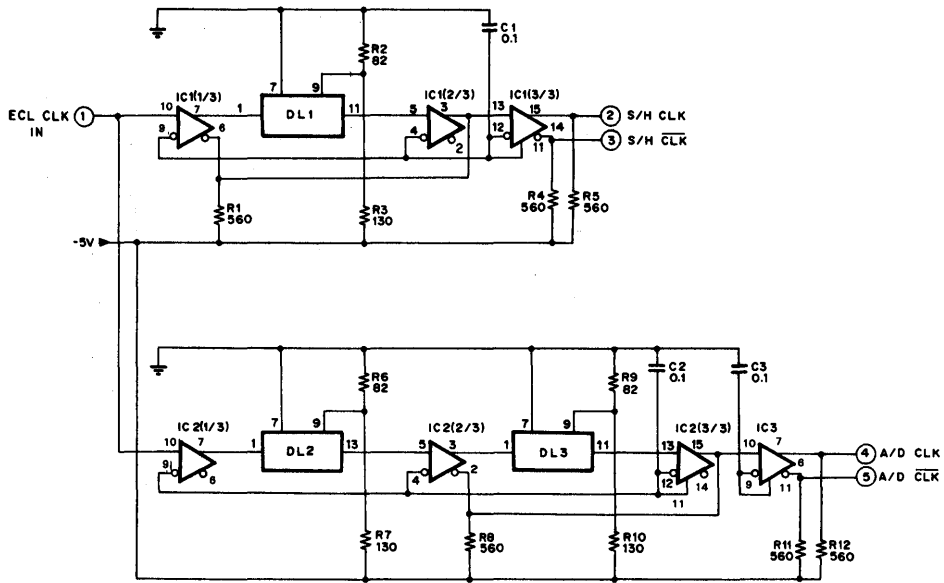 C1
0.1
R2
82
7
9
IC1(1/3)
IC1(2/3)
IC1(3/3)
ECL CLK
IN
1
10
7
1
DL1
11
5
3
13
15
2
S/H CLK
9
6
4
2
12
14
11
3
S/H CLK
R1
560
R3
130
R4
560
R5
560
-5V
R6
82
R9
82
C2
0.1
C3
0.1
7
9
7
9
IC2(1/3)
IC2(2/3)
IC2(3/3)
IC3
10
7
1
DL2
13
5
3
1
DL3
11
13
15
10
7
6
4
A/D CLK
9
6
4
2
12
14
11
9
11
5
A/D CLK
R7
130
R8
560
R10
130
R11
560
R12
560